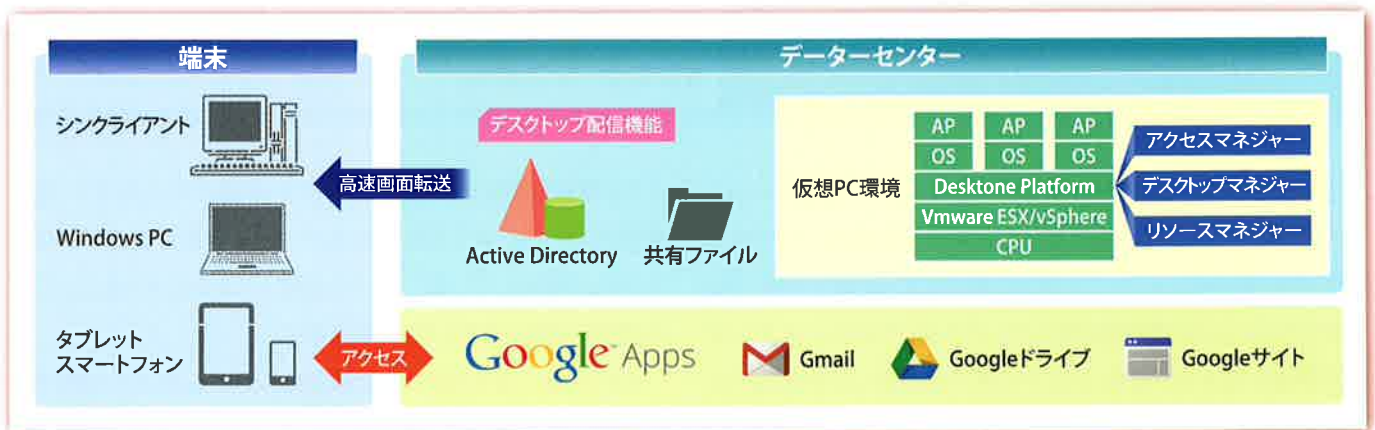 端末
シンクライアント
Windows PC
タブレット
スマートフォン
高速画面転送
アクセス
データーセンター
デスクトップ配信機能
Active Directory
共有ファイル
仮想PC環境
AP AP AP
OS OS OS
Desktone Platform
Vmware ESX/vSphere
CPU
アクセスマネジャー
デスクトップマネジャー
リソースマネジャー
Google Apps
Gmail
Googleドライブ
Googleサイト